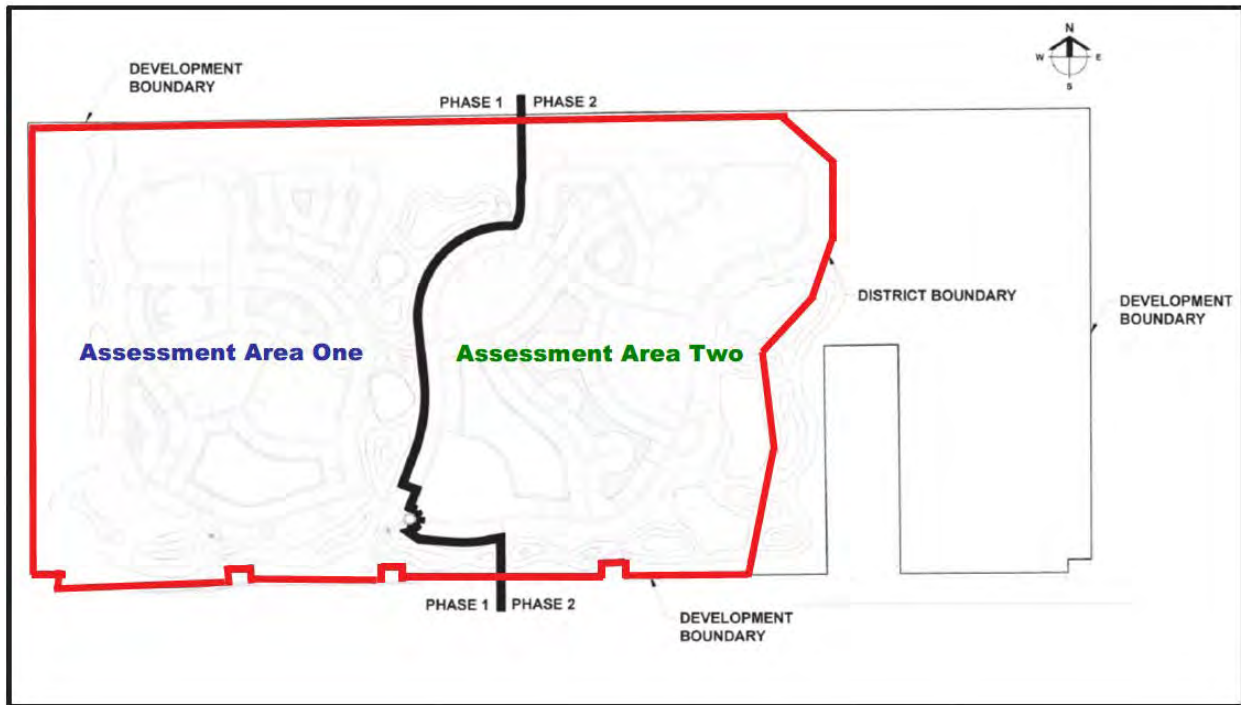 N
W E
S
DEVELOPMENT
BOUNDARY
PHASE 1 PHASE 2
DISTRICT BOUNDARY
DEVELOPMENT
BOUNDARY
Assessment Area One
Assessment Area Two
PHASE 1 PHASE 2
DEVELOPMENT
BOUNDARY